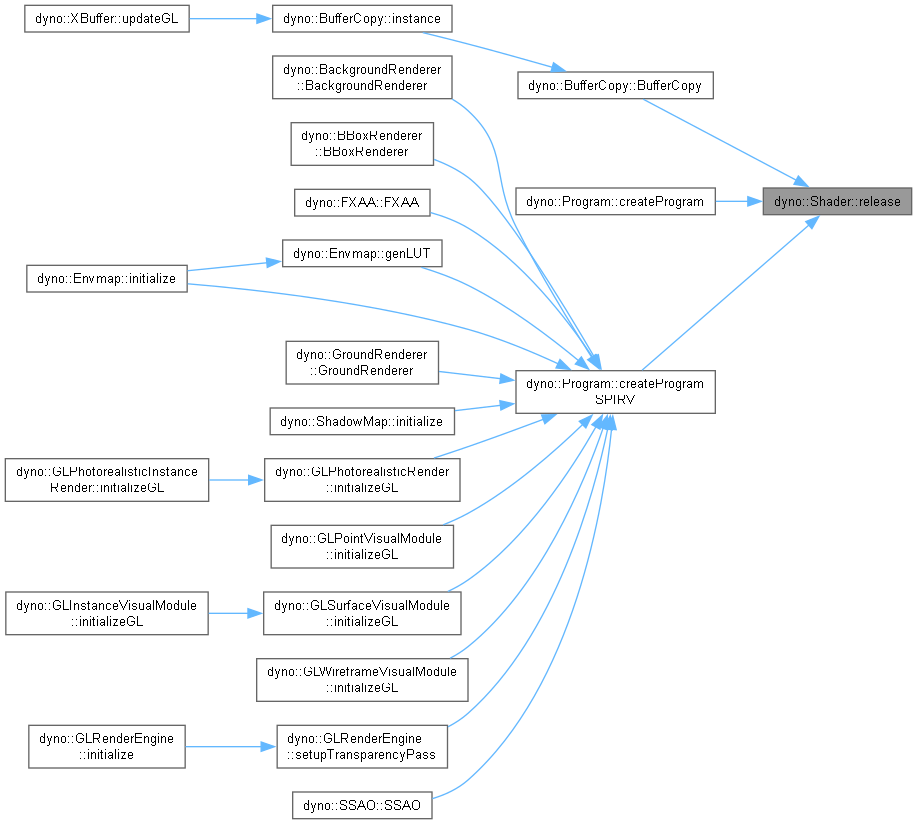 dyno::XBuffer::updateGL
dyno::BufferCopy::instance
dyno::BackgroundRenderer
::BackgroundRenderer
dyno::BufferCopy::BufferCopy
dyno::BBoxRenderer
::BBoxRenderer
dyno::FXAA::FXAA
dyno::Program::createProgram
dyno::Shader::release
dyno::Envmap::genLUT
dyno::Envmap::initialize
dyno::GroundRenderer
::GroundRenderer
dyno::Program::createProgram
SPIRV
dyno::ShadowMap::initialize
dyno::GLPhotorealisticInstance
Render::initializeGL
dyno::GLPhotorealisticRender
::initializeGL
dyno::GLPointVisualModule
::initializeGL
dyno::GLInstanceVisualModule
::initializeGL
dyno::GLSurfaceVisualModule
::initializeGL
dyno::GLWireframeVisualModule
::initializeGL
dyno::GLRenderEngine
::initialize
dyno::GLRenderEngine
::setupTransparencyPass
dyno::SSAO::SSAO